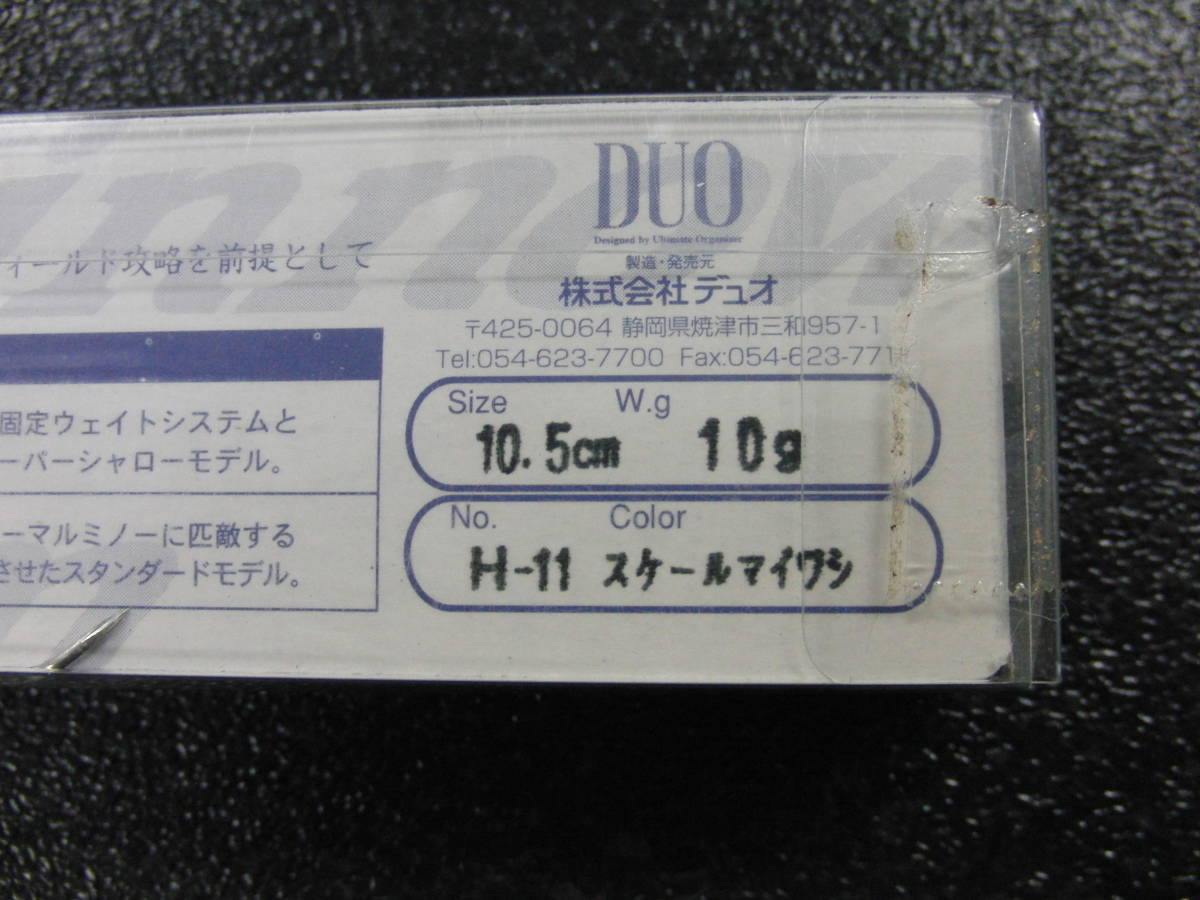 DUO
Designed by Ultimate Organizer
製造・発売元
株式会社デュオ
〒425-0064 静岡県焼津市三和957-1
Tel:054-623-7700 Fax:054-623-771
ィールド攻略を前提として
固定ウェイトシステムと
ーパーシャローモデル。
ーマルミノーに匹敵する
させたスタンダードモデル。
Size W.g
10.5cm 10g
No. Color
H-11 スケールマイワシ